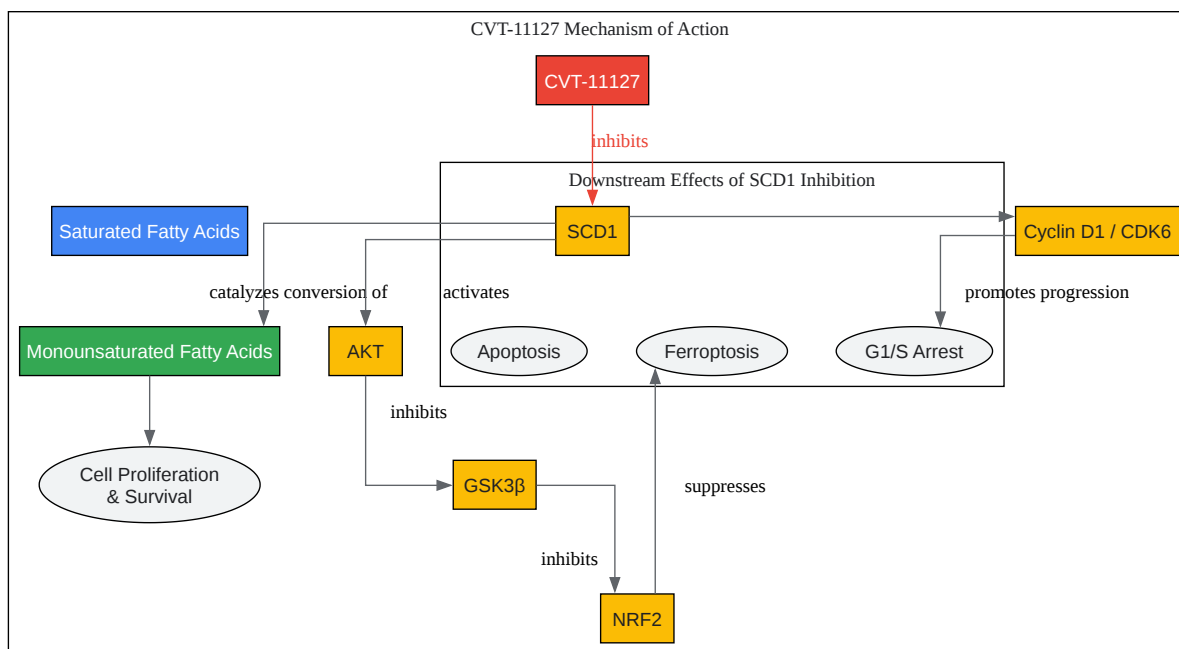 CVT-11127 Mechanism of Action
CVT-11127
inhibits
Downstream Effects of SCD1 Inhibition
Saturated Fatty Acids
SCD1
Cyclin D1 / CDK6
catalyzes conversion of
activates
promotes progression
Monounsaturated Fatty Acids
AKT
Apoptosis
Ferroptosis
G1/S Arrest
inhibits
Cell Proliferation
& Survival
GSK3β
suppresses
inhibits
NRF2